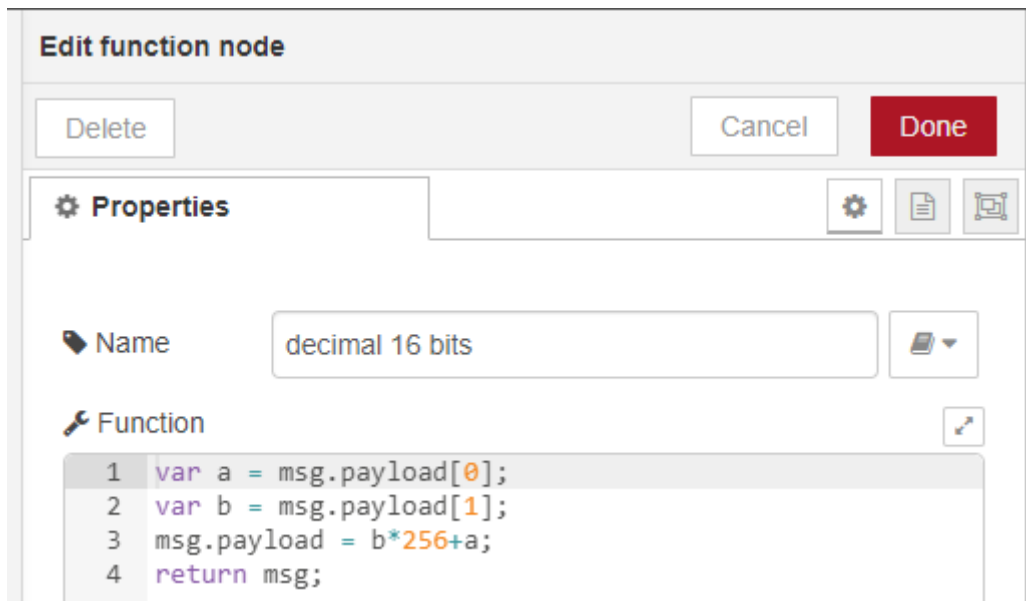 Edit function node
Delete Cancel Done
Properties
Name decimal 16 bits
Function
1 var a = msg.payload[0];
2 var b = msg.payload[1];
3 msg.payload = b*256+a;
4 return msg;